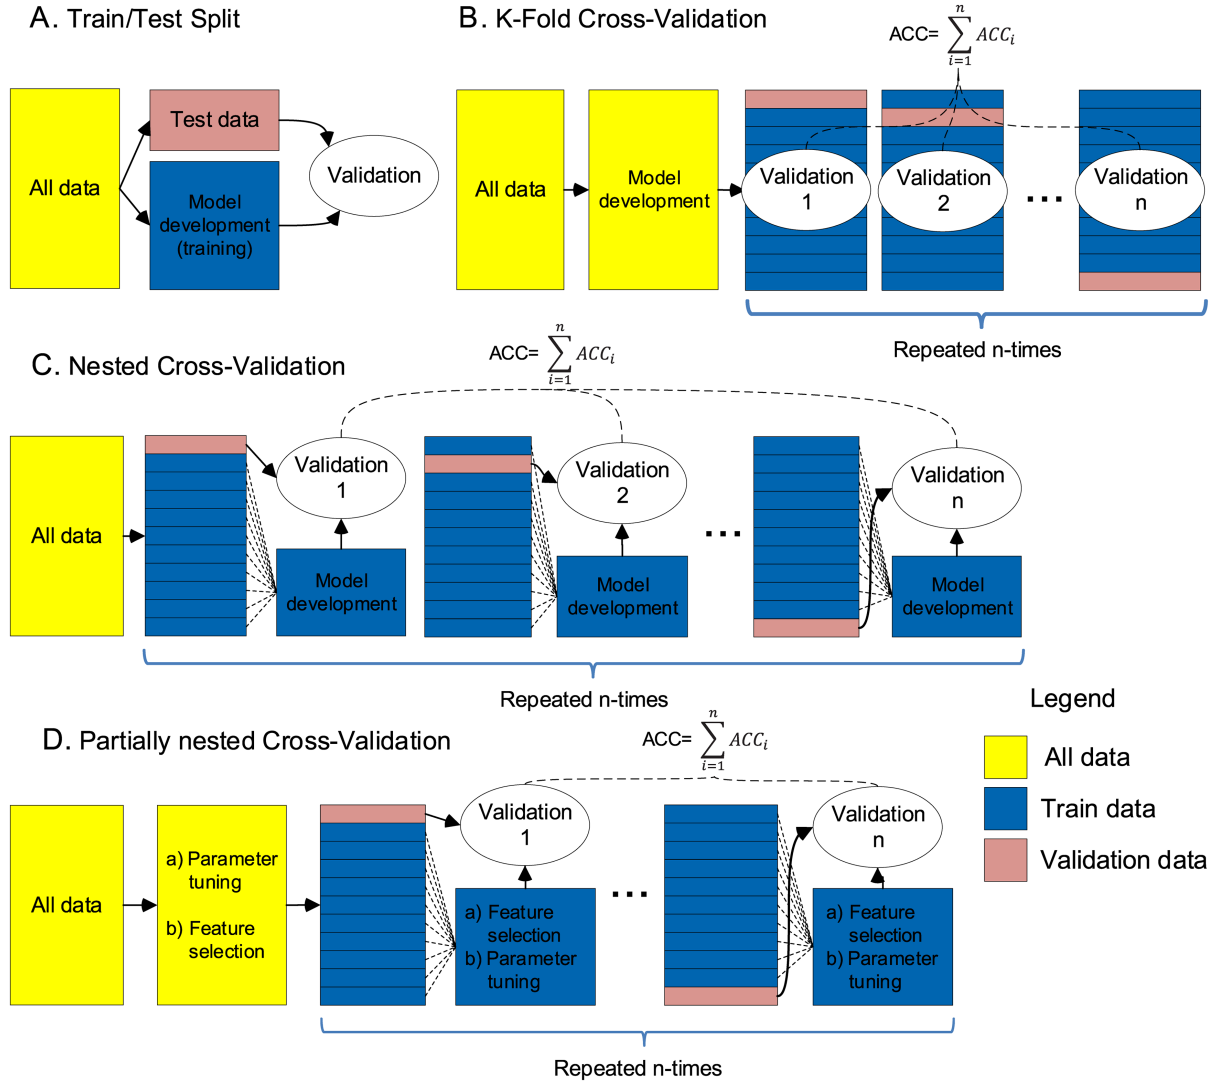 A. Train/Test Split
All data
Test data
Model
development
(training)
Validation
B. K-Fold Cross-Validation
ACC= ∑ᵢ₌₁ⁿ ACCᵢ
All data
Model
development
Validation
1
Validation
2
...
Validation
n
Repeated n-times
C. Nested Cross-Validation
ACC= ∑ᵢ₌₁ⁿ ACCᵢ
All data
Validation
1
Model
development
Validation
2
Model
development
...
Validation
n
Model
development
Repeated n-times
D. Partially nested Cross-Validation
ACC= ∑ᵢ₌₁ⁿ ACCᵢ
All data
a) Parameter
tuning
b) Feature
selection
Validation
1
a) Feature
selection
b) Parameter
tuning
...
Validation
n
a) Feature
selection
b) Parameter
tuning
Repeated n-times
Legend
All data
Train data
Validation data